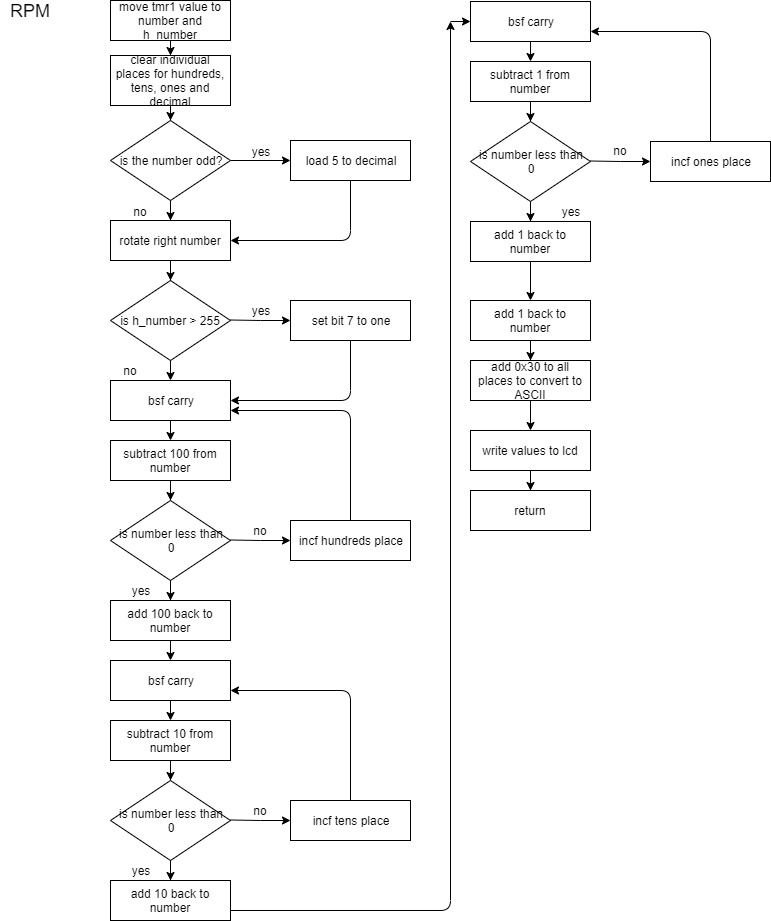 RPM
move tmr1 value to
number and
h_number
clear individual
places for hundreds,
tens, ones and
decimal
is the number odd?
yes
load 5 to decimal
no
rotate right number
is h_number > 255
yes
set bit 7 to one
no
bsf carry
subtract 100 from
number
is number less than
0
no
incf hundreds place
yes
add 100 back to
number
bsf carry
subtract 10 from
number
is number less than
0
no
incf tens place
yes
add 10 back to
number
bsf carry
subtract 1 from
number
is number less than
0
no
incf ones place
yes
add 1 back to
number
add 1 back to
number
add 0x30 to all
places to convert to
ASCII
write values to lcd
return